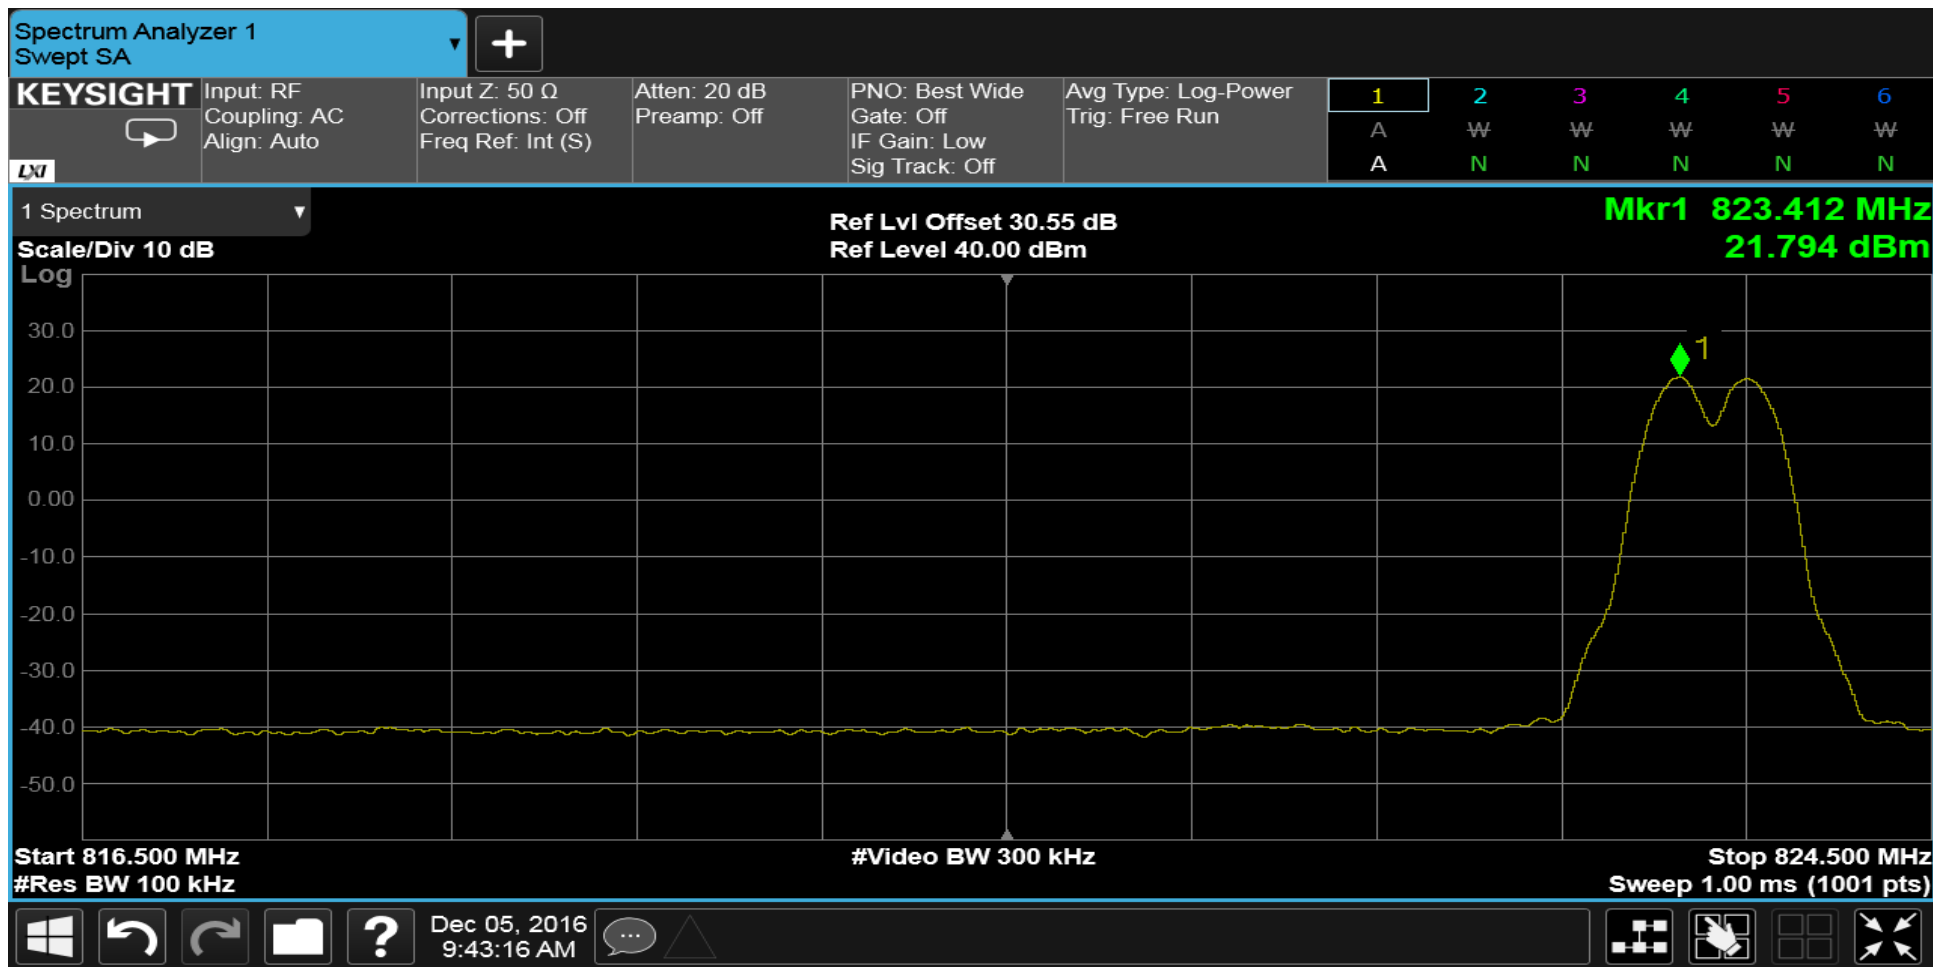 Spectrum Analyzer 1
Swept SA
KEYSIGHT
LXI
Input: RF
Coupling: AC
Align: Auto
Input Z: 50 Ω
Corrections: Off
Freq Ref: Int (S)
Atten: 20 dB
Preamp: Off
PNO: Best Wide
Gate: Off
IF Gain: Low
Sig Track: Off
Avg Type: Log-Power
Trig: Free Run
1 2 3 4 5 6
A W W W W W
A N N N N N
1 Spectrum
Scale/Div 10 dB
Log
Ref Lvl Offset 30.55 dB
Ref Level 40.00 dBm
Mkr1 823.412 MHz
21.794 dBm
1
30.0
20.0
10.0
0.00
-10.0
-20.0
-30.0
-40.0
-50.0
Start 816.500 MHz
#Res BW 100 kHz
#Video BW 300 kHz
Stop 824.500 MHz
Sweep 1.00 ms (1001 pts)
?
Dec 05, 2016
9:43:16 AM